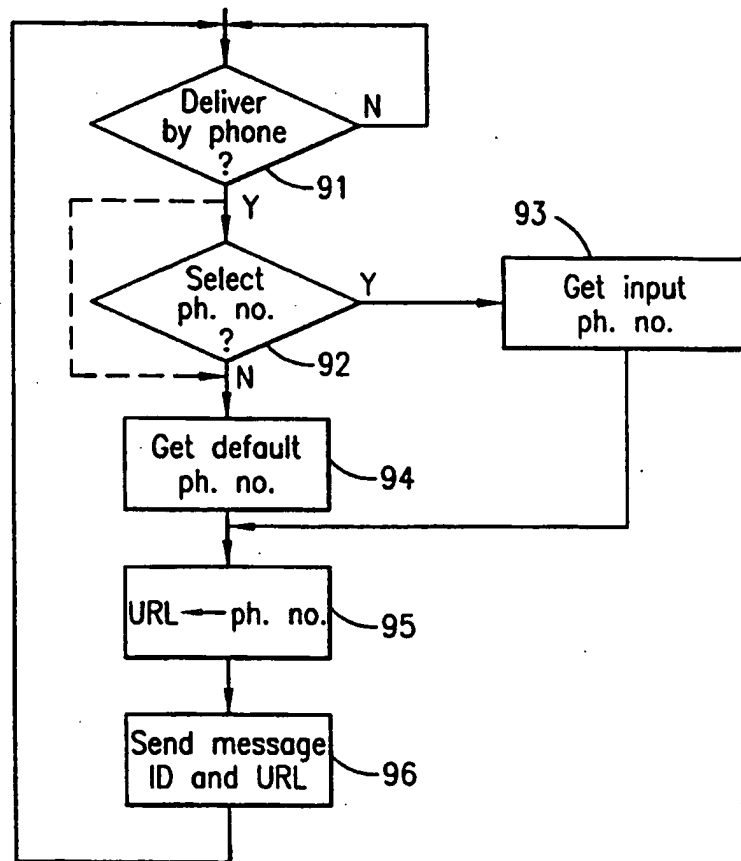 Deliver
by phone
?
N
91
Y
93
Select
ph. no.
?
Y
Get input
ph. no.
92
N
Get default
ph. no.
94
URL ← ph. no.
95
Send message
ID and URL
96